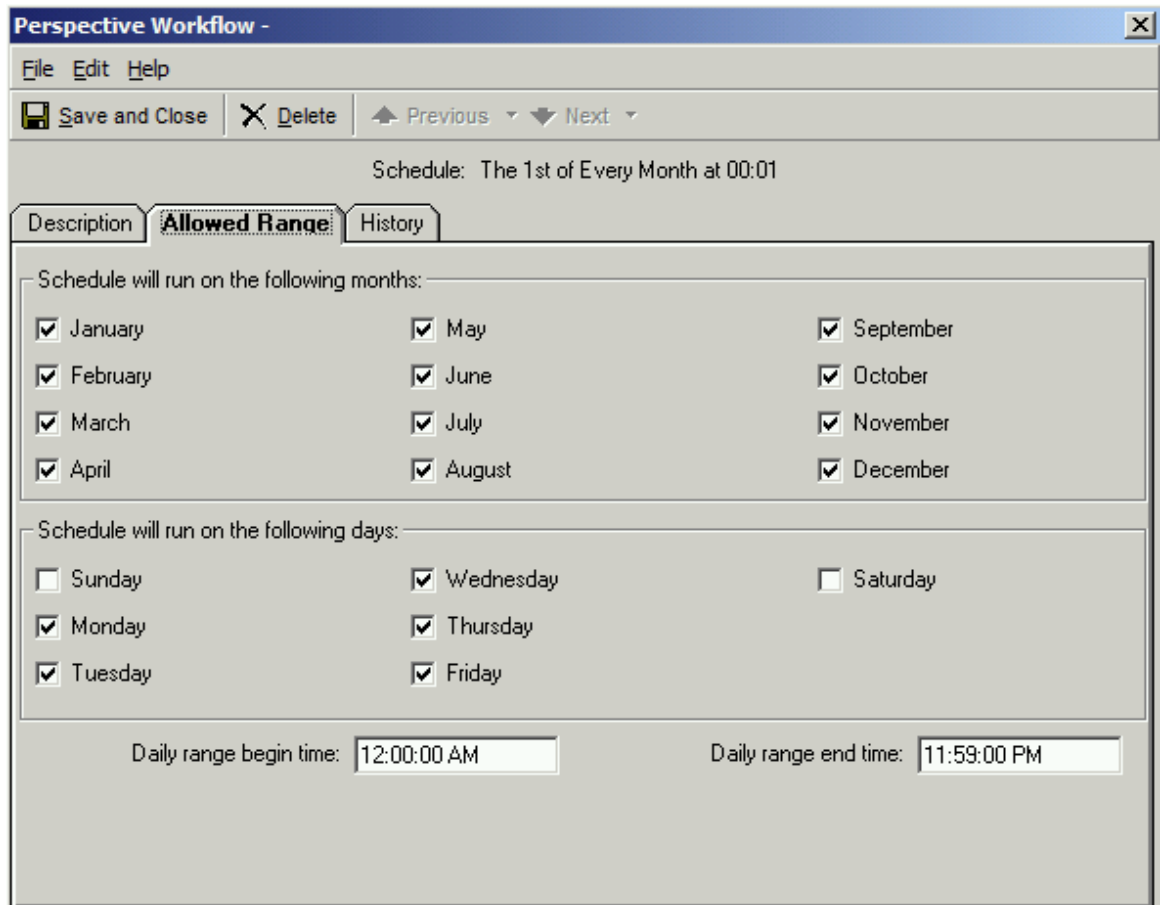 Perspective Workflow -
File Edit Help
Save and Close Delete Previous Next
Schedule: The 1st of Every Month at 00:01
Description Allowed Range History
Schedule will run on the following months:
January May September
February June October
March July November
April August December
Schedule will run on the following days:
Sunday Wednesday Saturday
Monday Thursday
Tuesday Friday
Daily range begin time: 12:00:00 AM Daily range end time: 11:59:00 PM